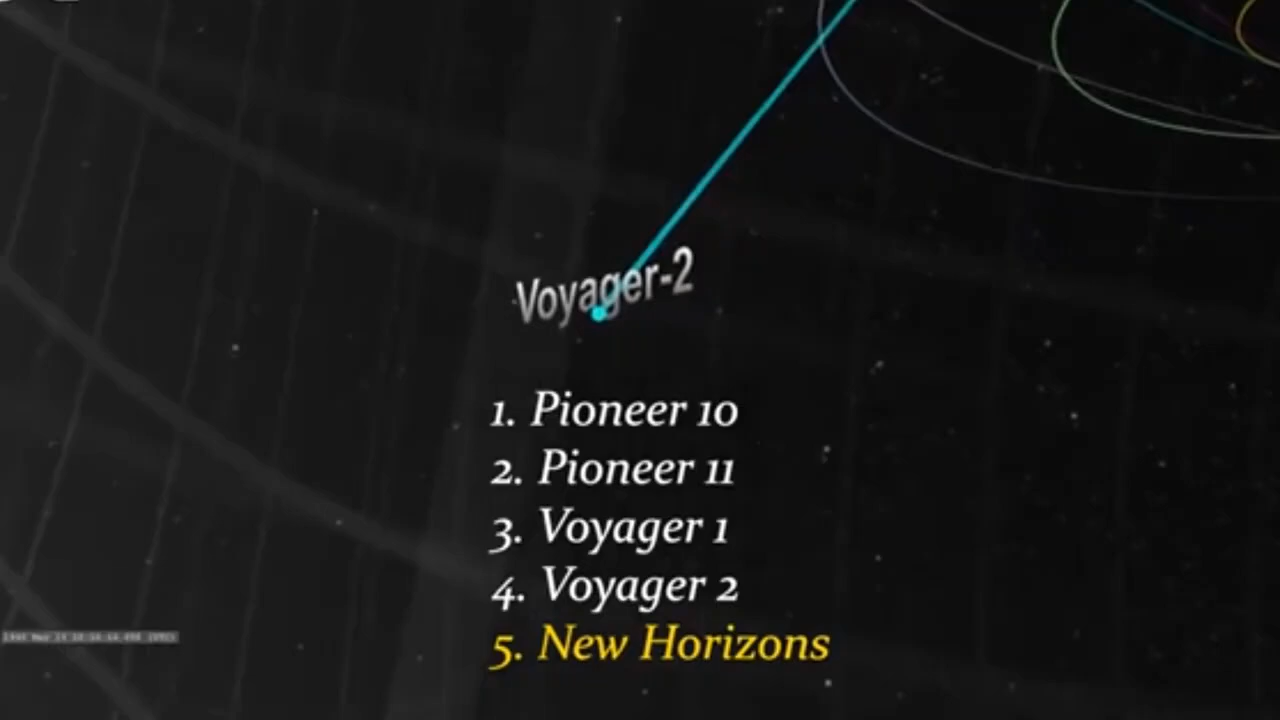 Voyager-2
1. Pioneer 10
2. Pioneer 11
3. Voyager 1
4. Voyager 2
5. New Horizons